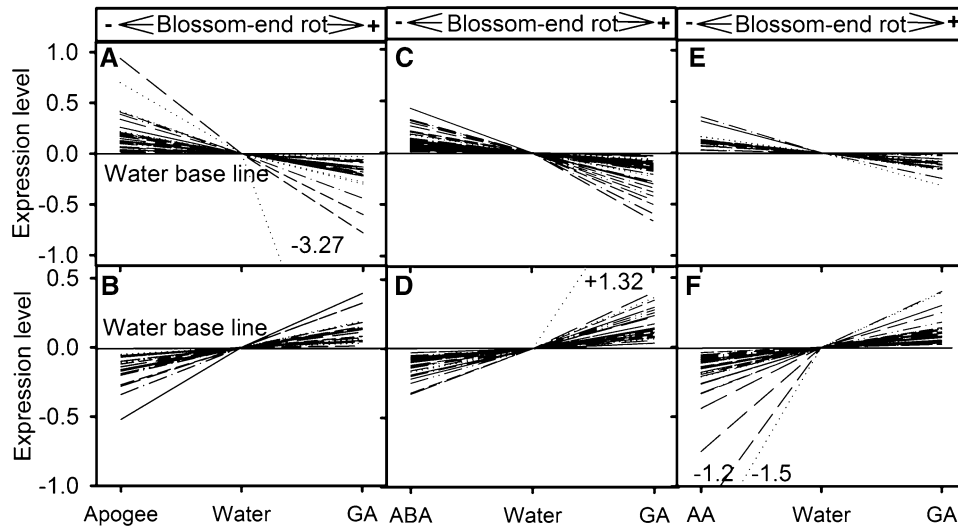 - Blossom-end rot + - Blossom-end rot + - Blossom-end rot +
A C E
1.0
0.5
0.0
-0.5
-1.0
Expression level
Water base line
-3.27
B D F
0.5
0.0
-0.5
-1.0
Expression level
Water base line
+1.32
-1.2 -1.5
Apogee Water GA ABA Water GA AA Water GA